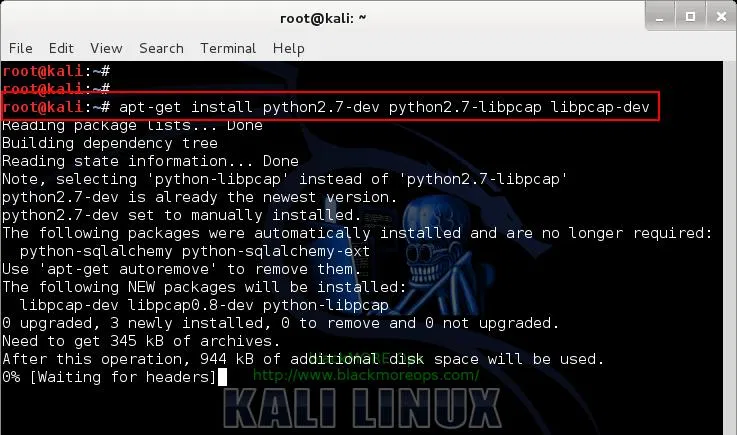 root@kali: ~
File Edit View Search Terminal Help
root@kali:~#
root@kali:~#
root@kali:~# apt-get install python2.7-dev python2.7-libpcap libpcap-dev
Reading package lists... Done
Building dependency tree
Reading state information... Done
Note, selecting 'python-libpcap' instead of 'python2.7-libpcap'
python2.7-dev is already the newest version.
python2.7-dev set to manually installed.
The following packages were automatically installed and are no longer required:
python-sqlalchemy python-sqlalchemy-ext
Use 'apt-get autoremove' to remove them.
The following NEW packages will be installed:
libpcap-dev libpcap0.8-dev python-libpcap
0 upgraded, 3 newly installed, 0 to remove and 0 not upgraded.
Need to get 345 kB of archives.
After this operation, 944 kB of additional disk space will be used.
0% [Waiting for headers]
http://www.blackmoreops.com/
KALI LINUX